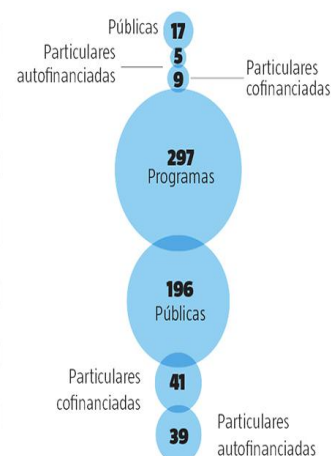 Públicas 17
Particulares
autofinanciadas
5
9
Particulares
cofinanciadas
297
Programas
196
Públicas
Particulares
cofinanciadas
41
39
Particulares
autofinanciadas